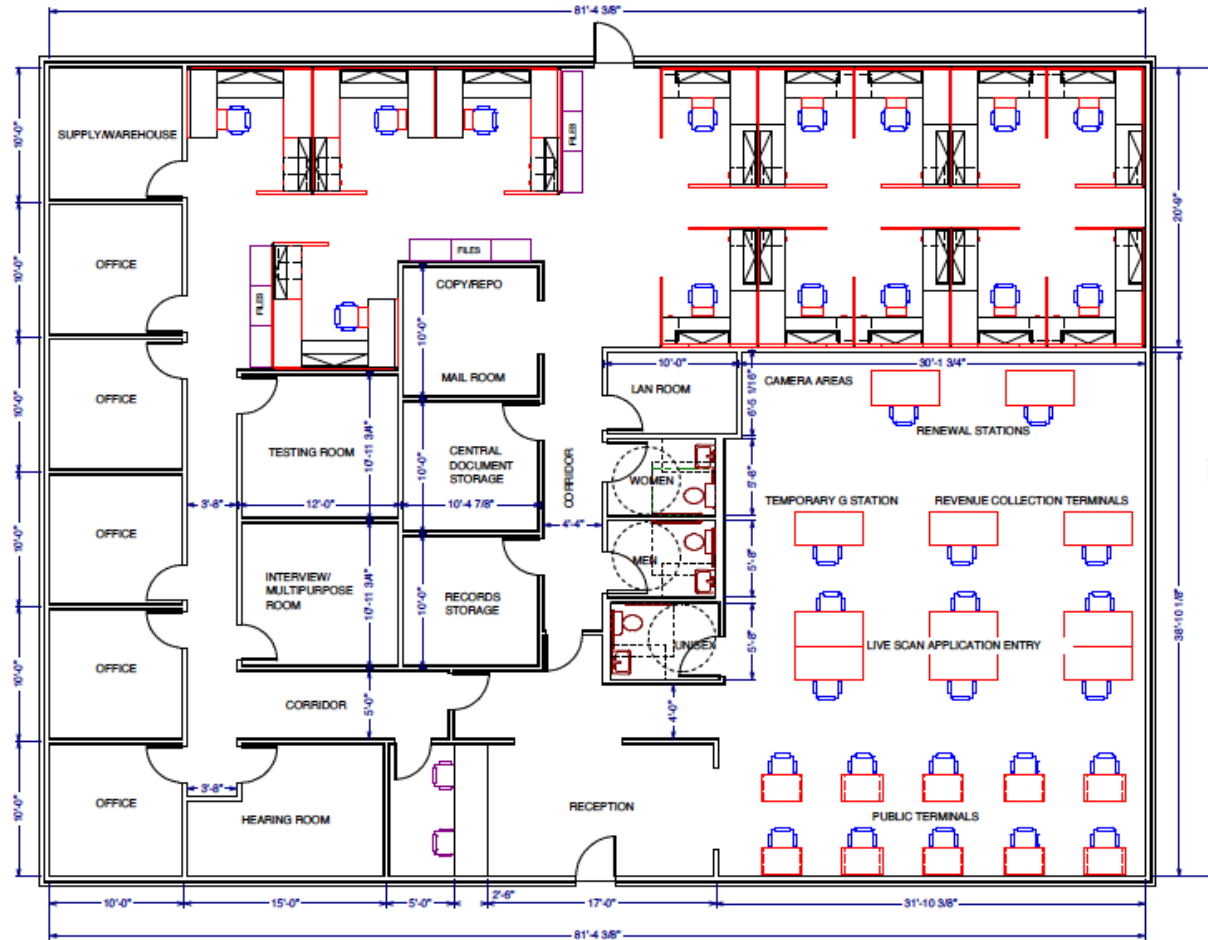 81'-4 3/8"
10'-0"
SUPPLY/WAREHOUSE
FILES
20'-9"
10'-0"
OFFICE
FILES
FILES
COPY/REPO
10'-0"
MAIL ROOM
10'-0"
30'-1 3/4"
LAN ROOM
6'-5 1/16"
CAMERA AREAS
RENEWAL STATIONS
10'-0"
OFFICE
TESTING ROOM
10'-11 3/4"
CENTRAL
DOCUMENT
STORAGE
10'-0"
CORRIDOR
WOMEN
5'-8"
TEMPORARY G STATION
REVENUE COLLECTION TERMINALS
3'-8"
12'-0"
10'-4 7/8"
4'-4"
10'-0"
OFFICE
INTERVIEW/
MULTIPURPOSE
ROOM
10'-11 3/4"
RECORDS
STORAGE
10'-0"
MEN
5'-8"
38'-10 1/8"
10'-0"
OFFICE
UNISEX
5'-8"
LIVE SCAN APPLICATION ENTRY
CORRIDOR
5'-0"
4'-0"
10'-0"
OFFICE
3'-8"
HEARING ROOM
RECEPTION
PUBLIC TERMINALS
10'-0"
15'-0"
5'-0"
2'-6"
17'-0"
31'-10 3/8"
81'-4 3/8"